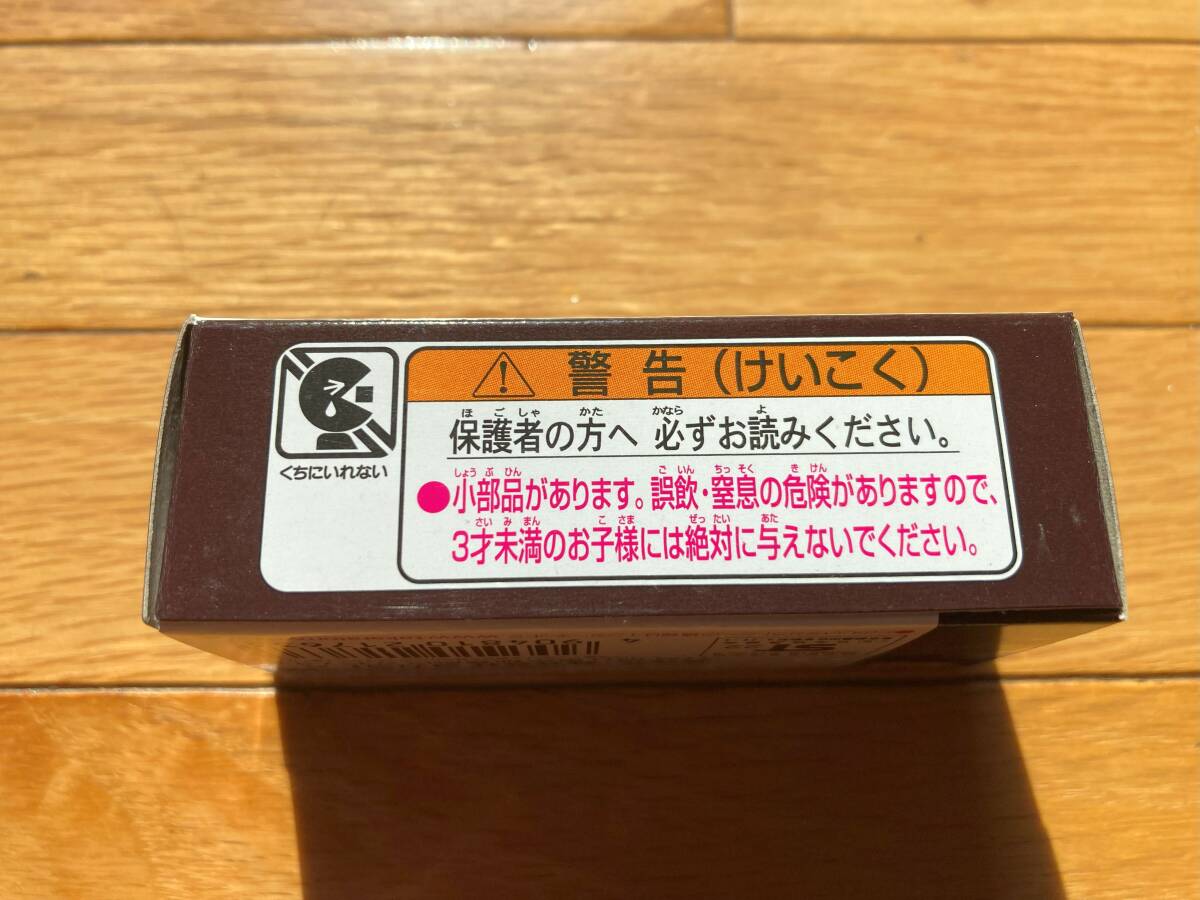 警告(けいこく)
保護者の方へ 必ずお読みください。
くちにいれない
●小部品があります。誤飲・窒息の危険がありますので、
3才未満のお子様には絶対に与えないでください。
ST